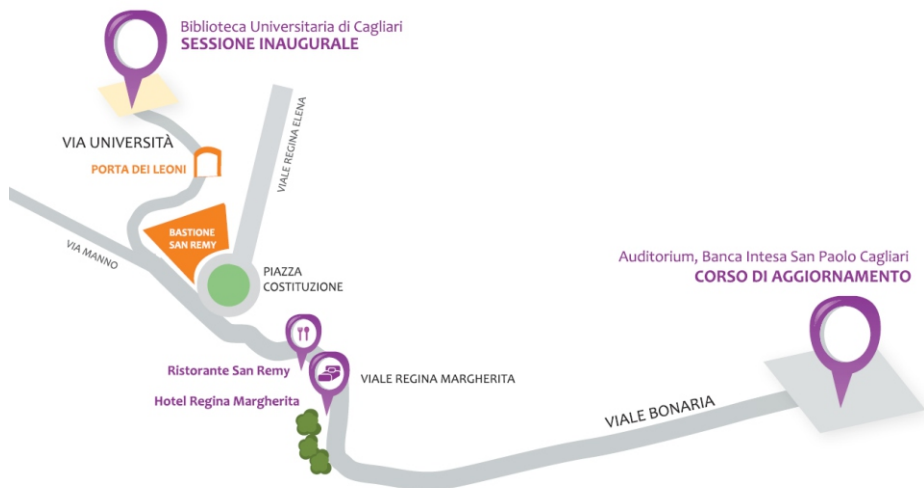 Biblioteca Universitaria di Cagliari
SESSIONE INAUGURALE
VIA UNIVERSITÀ
PORTA DEI LEONI
VIALE REGINA ELENA
BASTIONE
SAN REMY
VIA MANNO
PIAZZA
COSTITUZIONE
Auditorium, Banca Intesa San Paolo Cagliari
CORSO DI AGGIORNAMENTO
Ristorante San Remy
VIALE REGINA MARGHERITA
Hotel Regina Margherita
VIALE BONARIA